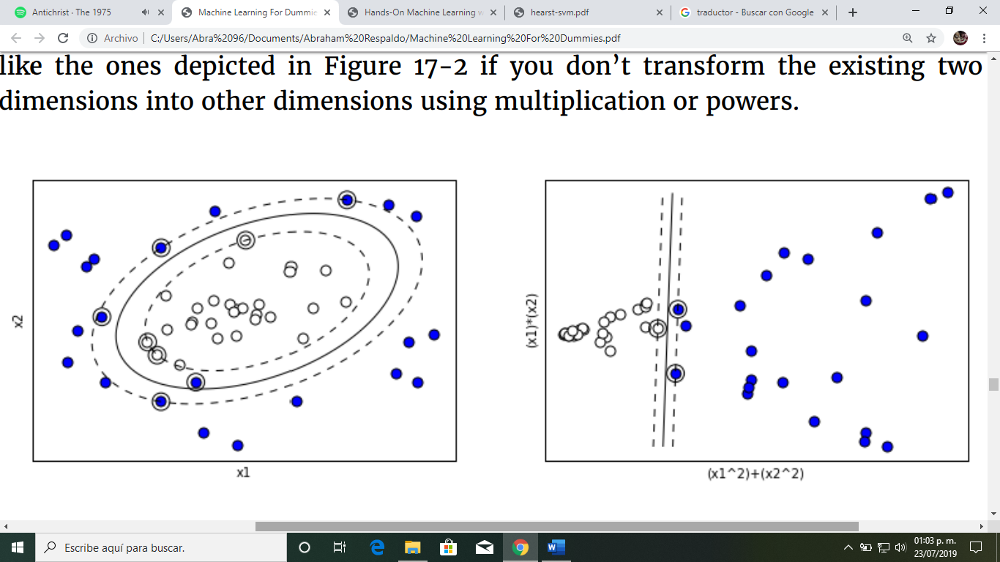 Antichrist · The 1975
Machine Learning For Dummie
Hands-On Machine Learning w
hearst-svm.pdf
traductor - Buscar con Google
Archivo
C:/Users/Abra%2096/Documents/Abraham%20Respaldo/Machine%20Learning%20For%20Dummies.pdf
like the ones depicted in Figure 17-2 if you don’t transform the existing two
dimensions into other dimensions using multiplication or powers.
x2
x1
(x1)*(x2)
(x1^2)+(x2^2)
Escribe aquí para buscar.
01:03 p. m.
23/07/2019